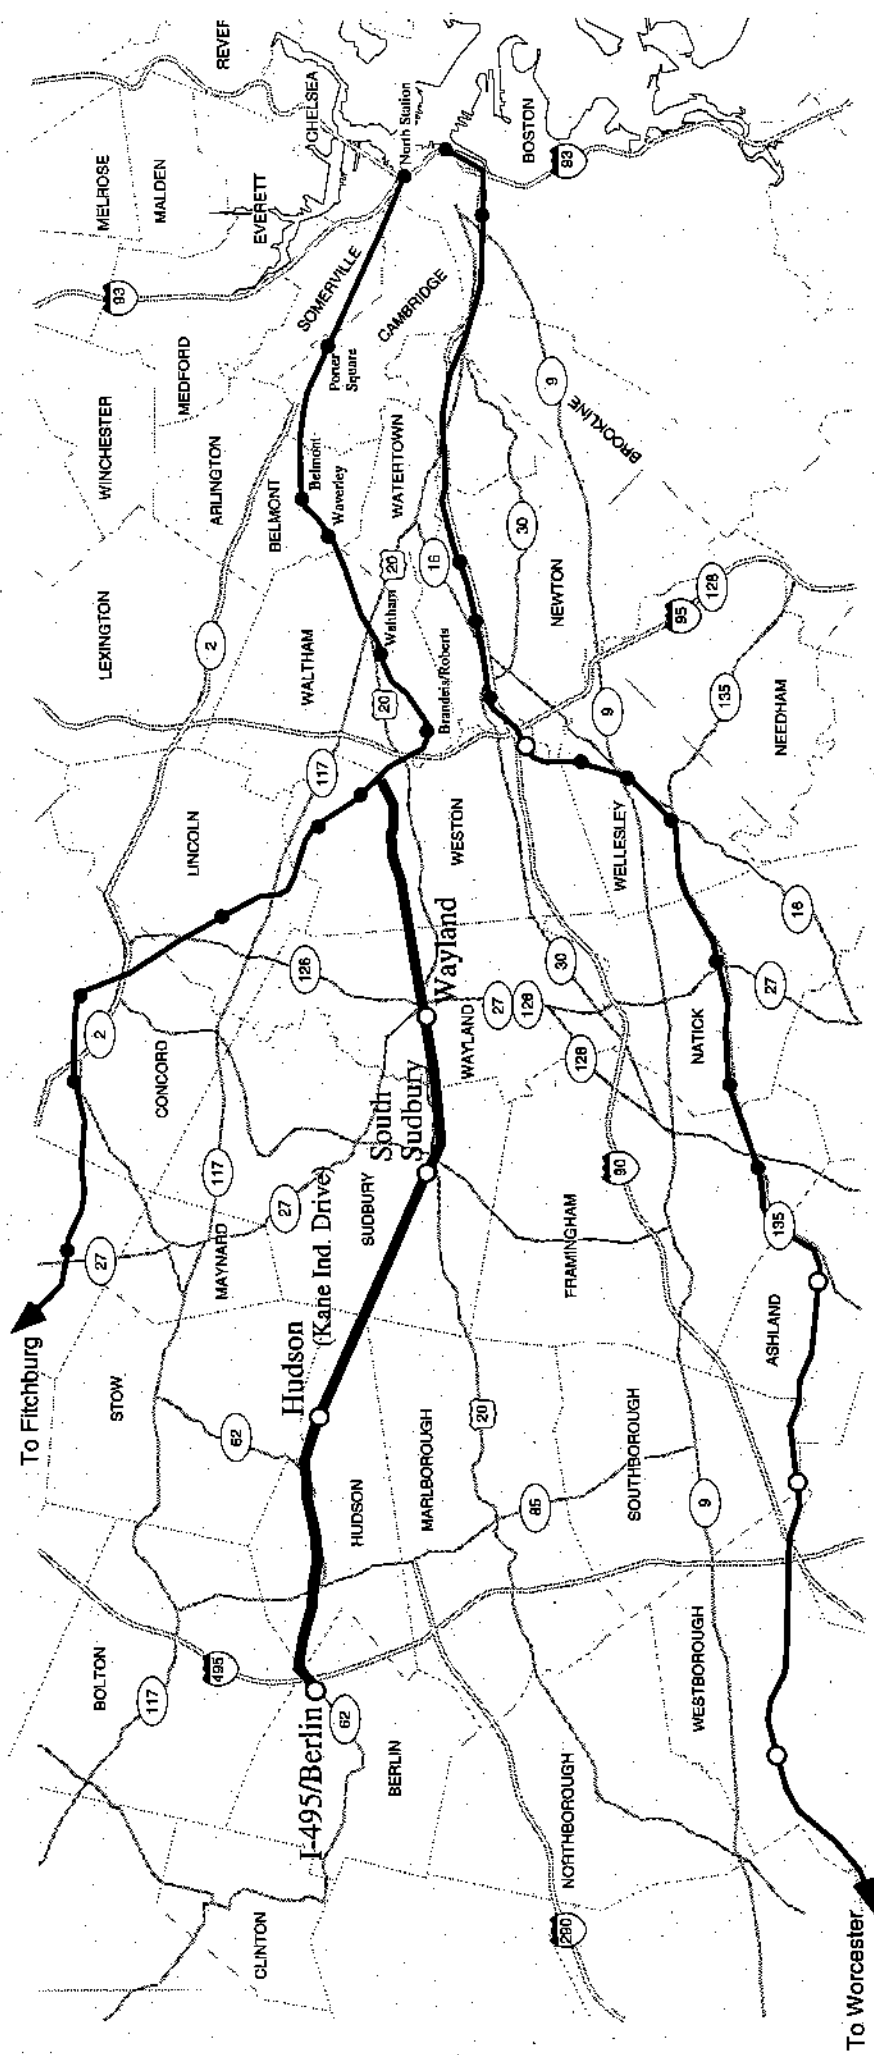 To Fitchburg
To Worcester
I-495/Berlin
Hudson
(Kane Ind. Drive)
South
Sudbury
Wayland
Brandeis/Roberts
Waltham
Waverley
Belmont
Porter
Square
North Station
REVER
CHELSEA
MELROSE
MALDEN
EVERETT
BOSTON
SOMERVILLE
CAMBRIDGE
MEDFORD
WINCHESTER
ARLINGTON
BELMONT
WATERTOWN
BROOKLINE
LEXINGTON
WALTHAM
NEWTON
NEEDHAM
LINCOLN
WESTON
WELLESLEY
CONCORD
WAYLAND
NATICK
SUDBURY
MAYNARD
FRAMINGHAM
ASHLAND
STOW
HUDSON
MARLBOROUGH
SOUTHBOROUGH
BOLTON
BERLIN
WESTBOROUGH
NORTHBOROUGH
CLINTON
93
93
9
30
16
20
20
2
95
128
9
135
117
126
27
126
30
16
27
2
126
117
27
27
90
135
62
20
85
9
495
117
62
290